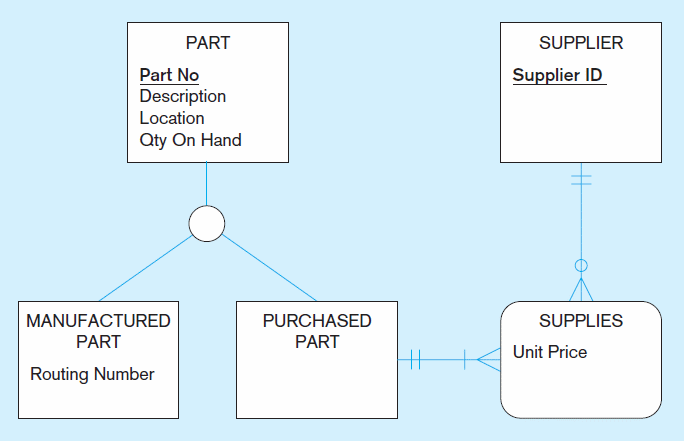 PART
Part No
Description
Location
Qty On Hand
SUPPLIER
Supplier ID
MANUFACTURED
PART
Routing Number
PURCHASED
PART
SUPPLIES
Unit Price